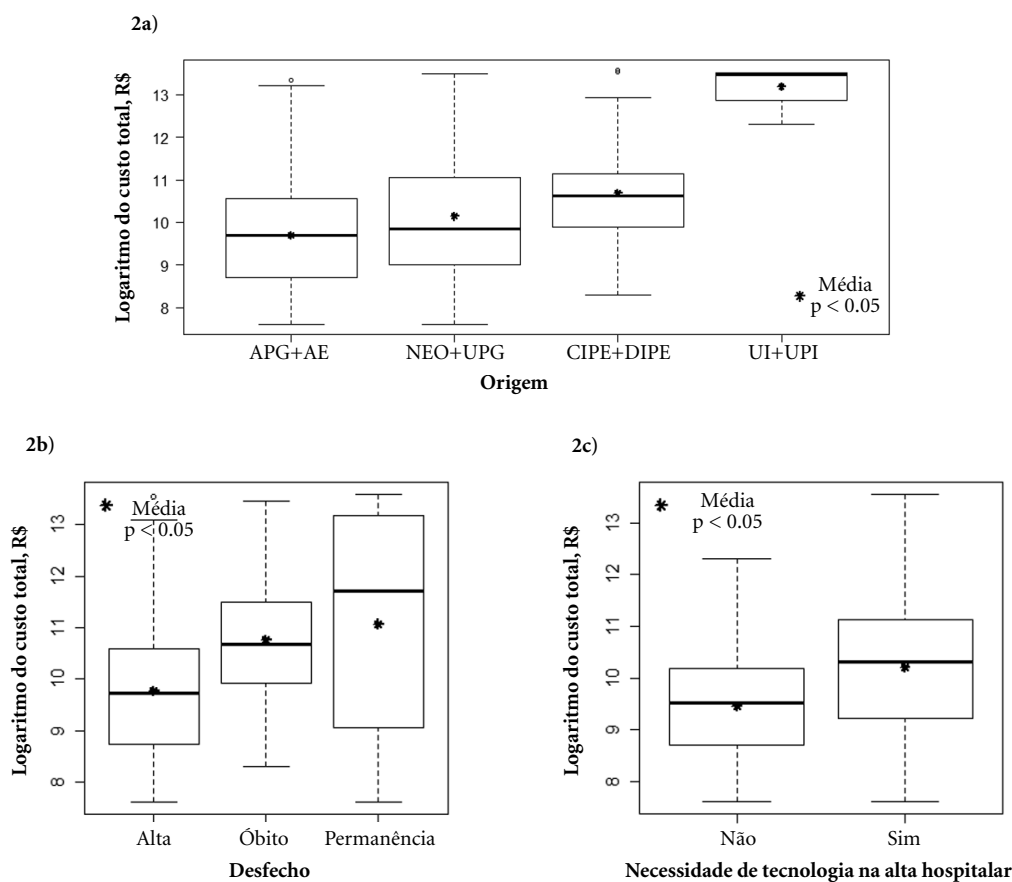 2a)
Logaritmo do custo total, R$
13
12
11
10
9
8
Média
p < 0.05
APG+AE NEO+UPG CIPE+DIPE UI+UPI
Origem
2b)
Logaritmo do custo total, R$
13
12
11
10
9
8
Média
p < 0.05
Alta Óbito Permanência
Desfecho
2c)
Logaritmo do custo total, R$
13
12
11
10
9
8
Média
p < 0.05
Não Sim
Necessidade de tecnologia na alta hospitalar